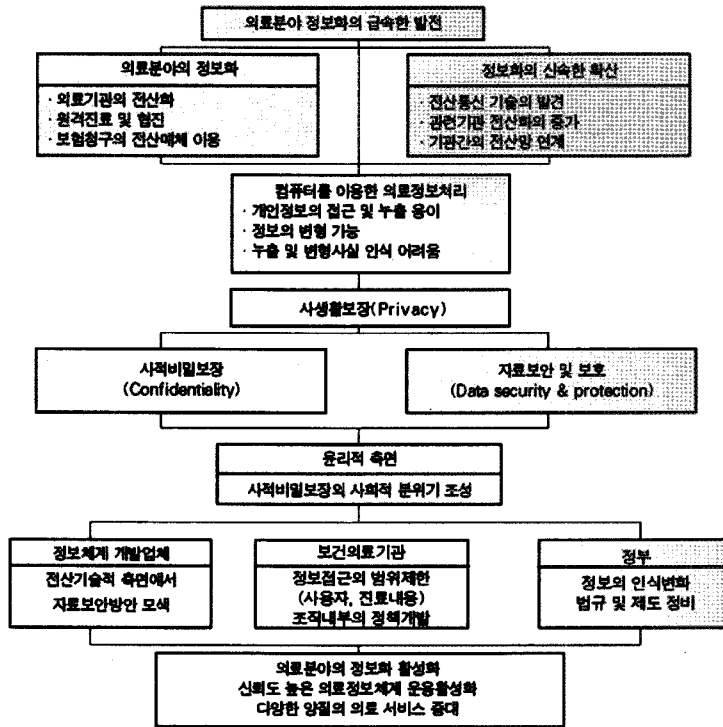 의료분야 정보화의 급속한 발전
의료분야의 정보화
· 의료기관의 전산화
· 원격진료 및 협진
· 보험청구의 전산매체 이용
정보화의 신속한 확산
· 전산통신 기술의 발전
· 관련기관 전산화의 증가
· 기관간의 전산망 연계
컴퓨터를 이용한 의료정보처리
· 개인정보의 접근 및 누출 용이
· 정보의 변형 가능
· 누출 및 변형사실 인식 어려움
사생활보장(Privacy)
사적비밀보장
(Confidentiality)
자료보안 및 보호
(Data security & protection)
윤리적 측면
사적비밀보장의 사회적 분위기 조성
정보체계 개발업체
전산기술적 측면에서
자료보안방안 모색
보건의료기관
정보접근의 범위제한
(사용자, 진료내용)
조직내부의 정책개발
정부
정보의 인식변화
법규 및 제도 정비
의료분야의 정보화 활성화
신뢰도 높은 의료정보체계 운용활성화
다양한 양질의 의료 서비스 증대